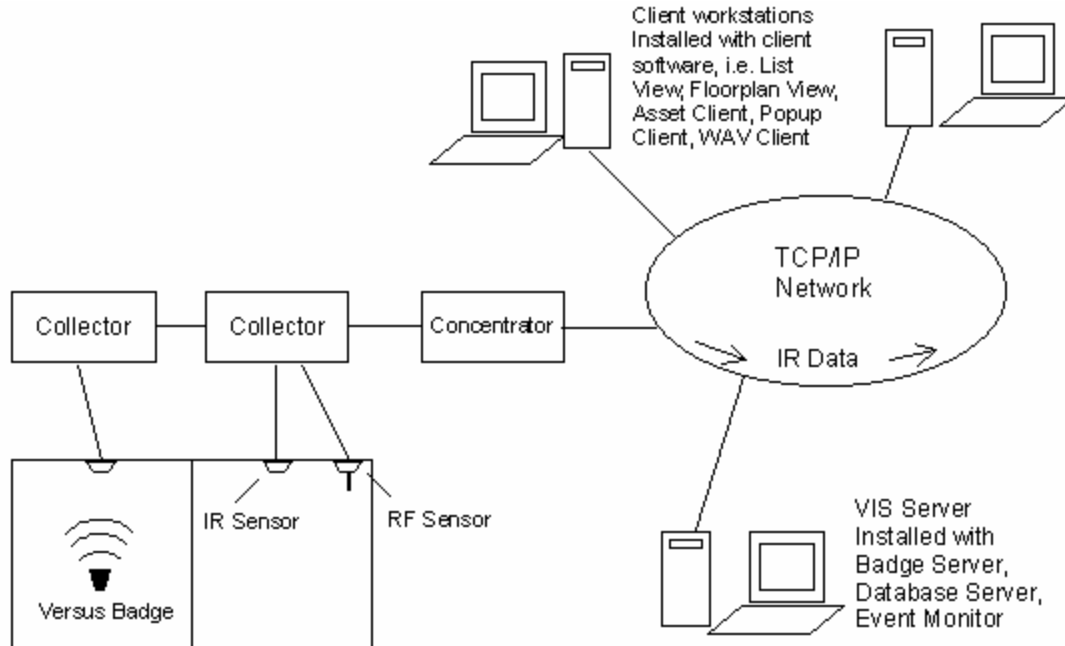 Client workstations
Installed with client
software, i.e. List
View, Floorplan View,
Asset Client, Popup
Client, WAV Client
TCP/IP
Network
IR Data
Collector
Collector
Concentrator
IR Sensor
RF Sensor
Versus Badge
VIS Server
Installed with
Badge Server,
Database Server,
Event Monitor